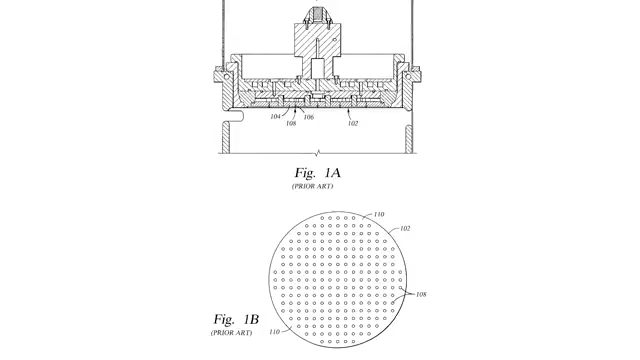 104
108
106
102
Fig. 1A
(PRIOR ART)
110
102
108
Fig. 1B
(PRIOR ART)
110